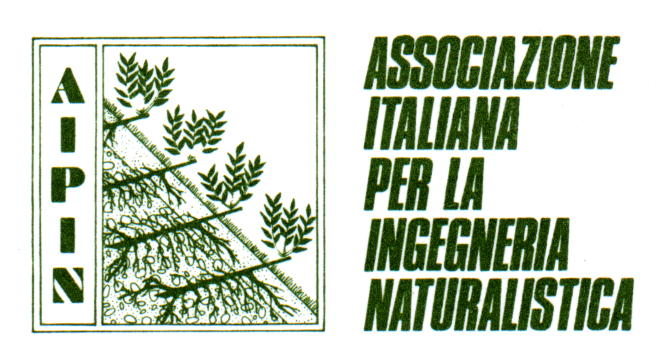 AIPIN
ASSOCIAZIONE
ITALIANA
PER LA
INGEGNERIA
NATURALISTICA